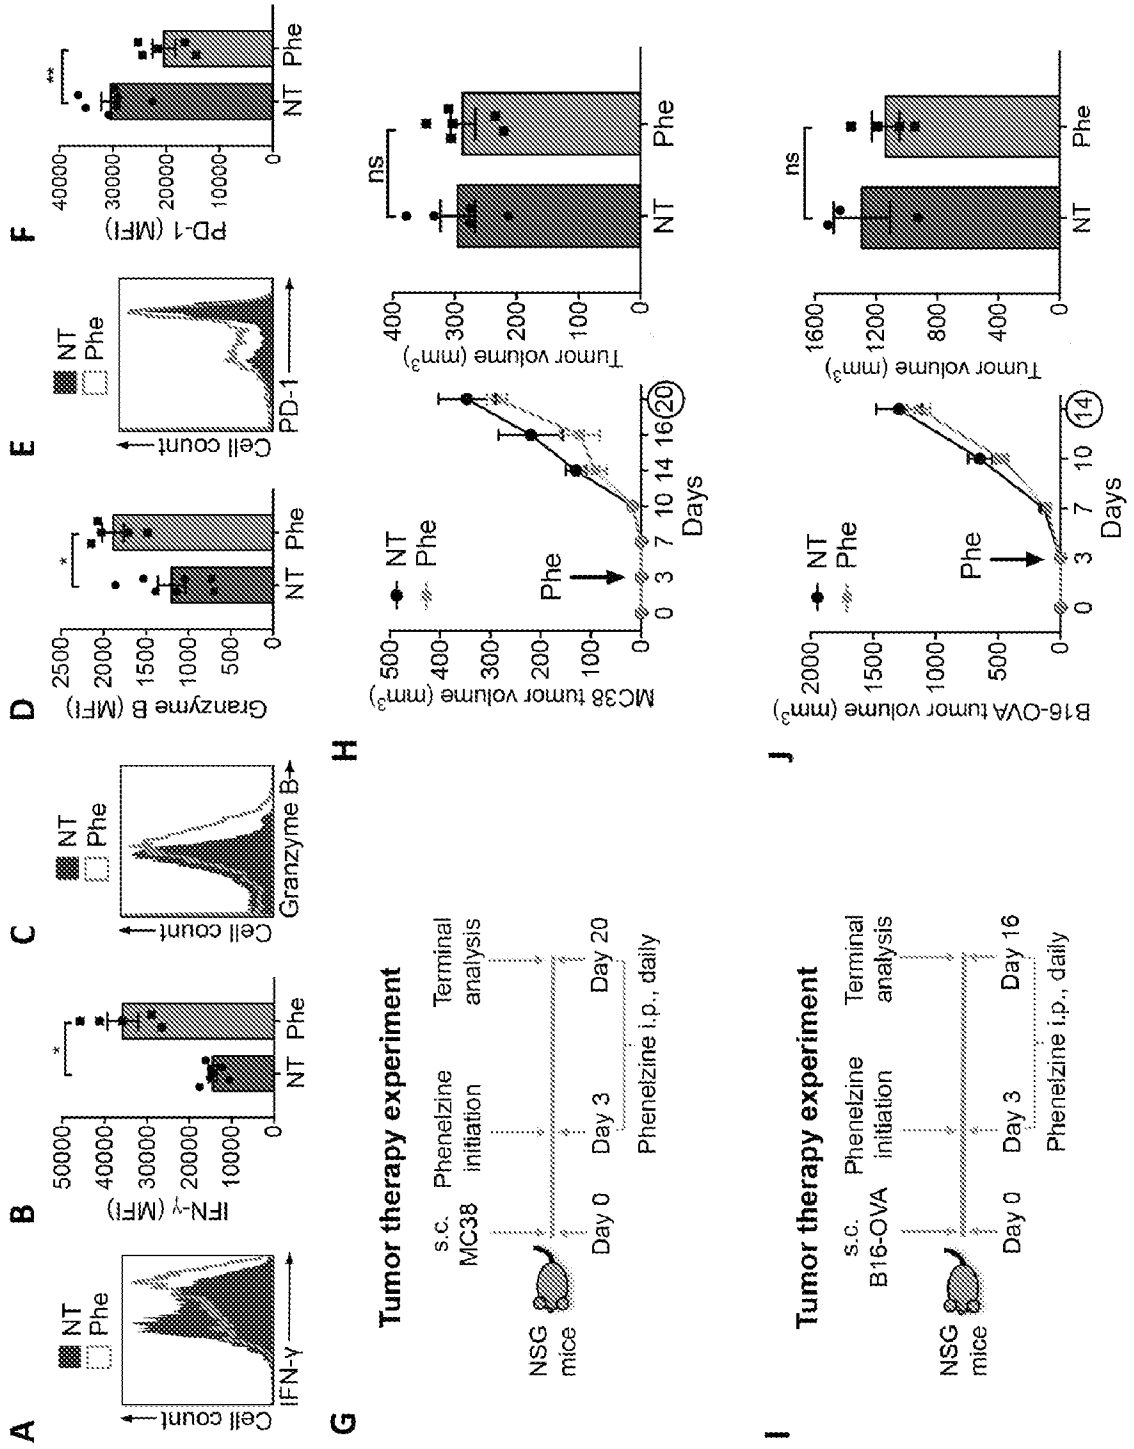 A
NT
Phe
Cell count
IFN-γ
B
IFN-γ (MFI)
50000
40000
30000
20000
10000
0
*
NT
Phe
C
NT
Phe
Cell count
Granzyme B
D
Granzyme B (MFI)
2500
2000
1500
1000
500
0
*
NT
Phe
E
NT
Phe
Cell count
PD-1
F
PD-1 (MFI)
40000
30000
20000
10000
0
**
NT
Phe
G
Tumor therapy experiment
s.c.
MC38
Phenelzine
initiation
Terminal
analysis
NSG
mice
Day 0
Day 3
Day 20
Phenelzine i.p., daily
H
MC38 tumor volume (mm³)
500
400
300
200
100
0
NT
Phe
Phe
0 3 7 10 14 16 20
Days
Tumor volume (mm³)
400
300
200
100
0
ns
NT
Phe
I
Tumor therapy experiment
s.c.
B16-OVA
Phenelzine
initiation
Terminal
analysis
NSG
mice
Day 0
Day 3
Day 16
Phenelzine i.p., daily
J
B16-OVA tumor volume (mm³)
2000
1500
1000
500
0
NT
Phe
Phe
0 3 7 10 14
Days
Tumor volume (mm³)
1600
1200
800
400
0
ns
NT
Phe